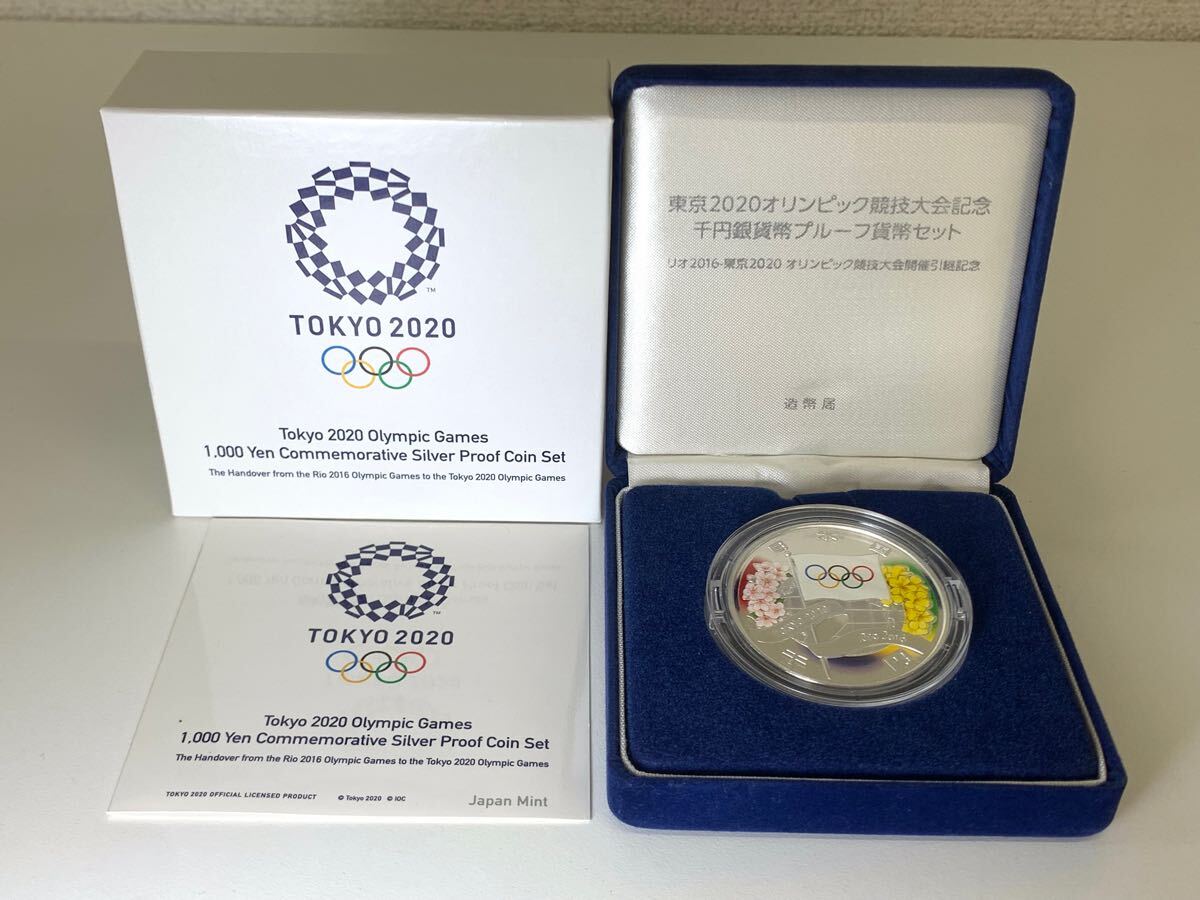 TOKYO 2020
Tokyo 2020 Olympic Games
1,000 Yen Commemorative Silver Proof Coin Set
The Handover from the Rio 2016 Olympic Games to the Tokyo 2020 Olympic Games
TOKYO 2020
Tokyo 2020 Olympic Games
1,000 Yen Commemorative Silver Proof Coin Set
The Handover from the Rio 2016 Olympic Games to the Tokyo 2020 Olympic Games
TOKYO 2020 OFFICIAL LICENSED PRODUCT © Tokyo 2020 © IOC
Japan Mint
東京2020オリンピック競技大会記念
千円銀貨幣プルーフ貨幣セット
リオ2016-東京2020 オリンピック競技大会開催引継記念
造幣局
Rio 2016
千 円